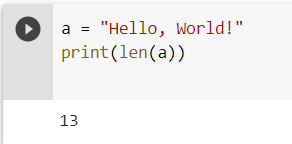 a = "Hello, World!"
print(len(a))
13